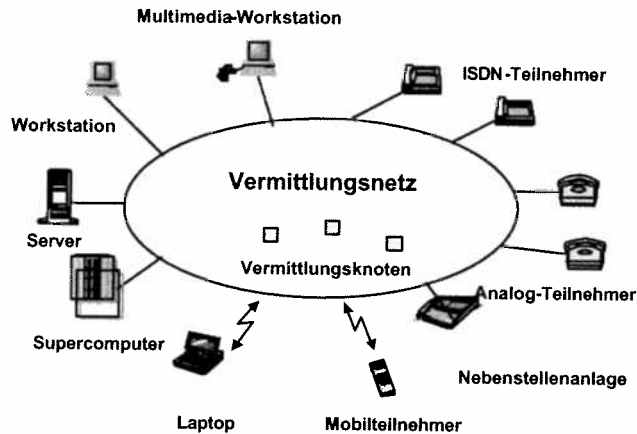 Multimedia-Workstation
ISDN-Teilnehmer
Workstation
Vermittlungsnetz
Server
Vermittlungsknoten
Analog-Teilnehmer
Supercomputer
Nebenstellenanlage
Laptop
Mobilteilnehmer